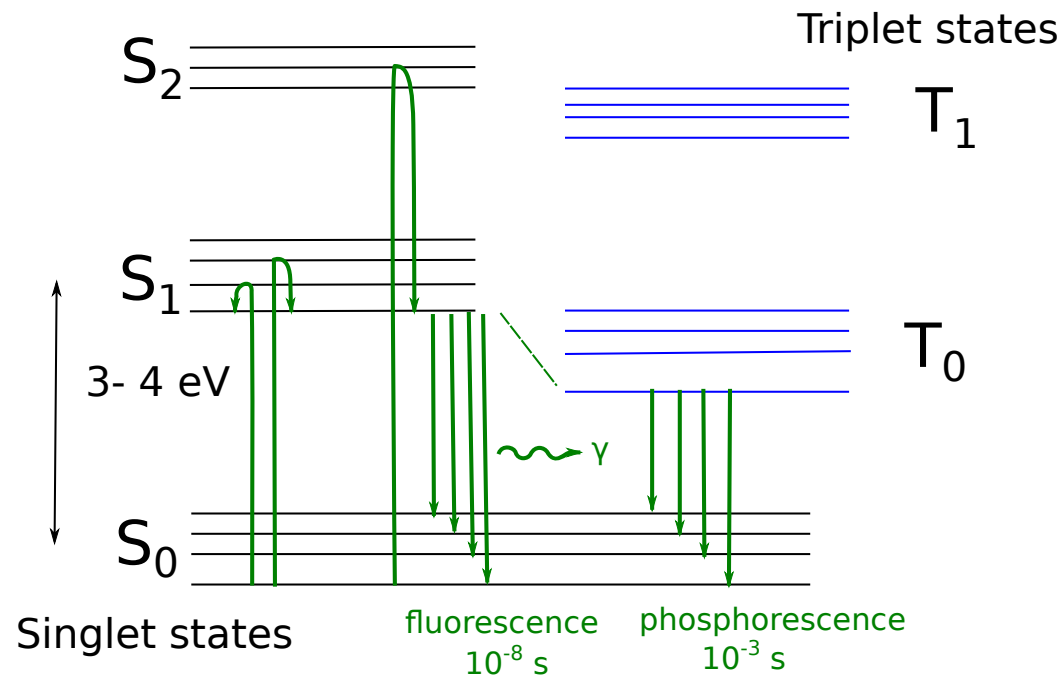 Triplet states
S₂
T₁
S₁
T₀
3- 4 eV
γ
S₀
Singlet states
fluorescence
10⁻⁸ s
phosphorescence
10⁻³ s